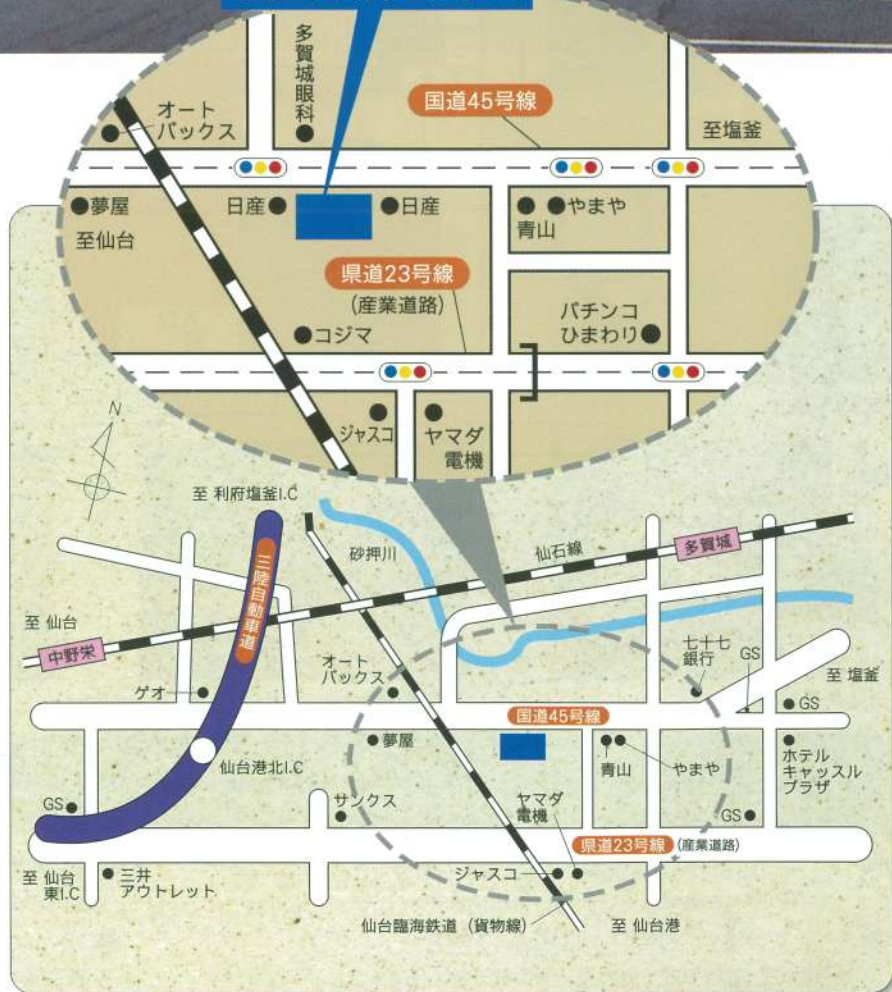 多賀城眼科
オート
バックス
国道45号線
至塩釜
夢屋
日産
日産
やまや
青山
至仙台
県道23号線
(産業道路)
パチンコ
ひまわり
コジマ
ジャスコ
ヤマダ
電機
N
至 利府塩釜I.C
三陸自動車道
砂押川
仙石線
多賀城
至 仙台
中野栄
オート
バックス
七十七
銀行
GS
至 塩釜
ゲオ
GS
国道45号線
夢屋
青山
やまや
ホテル
キャッスル
プラザ
仙台港北I.C
GS
サンクス
ヤマダ
電機
GS
県道23号線
(産業道路)
至 仙台
東I.C
三井
アウトレット
ジャスコ
仙台臨海鉄道(貨物線)
至 仙台港